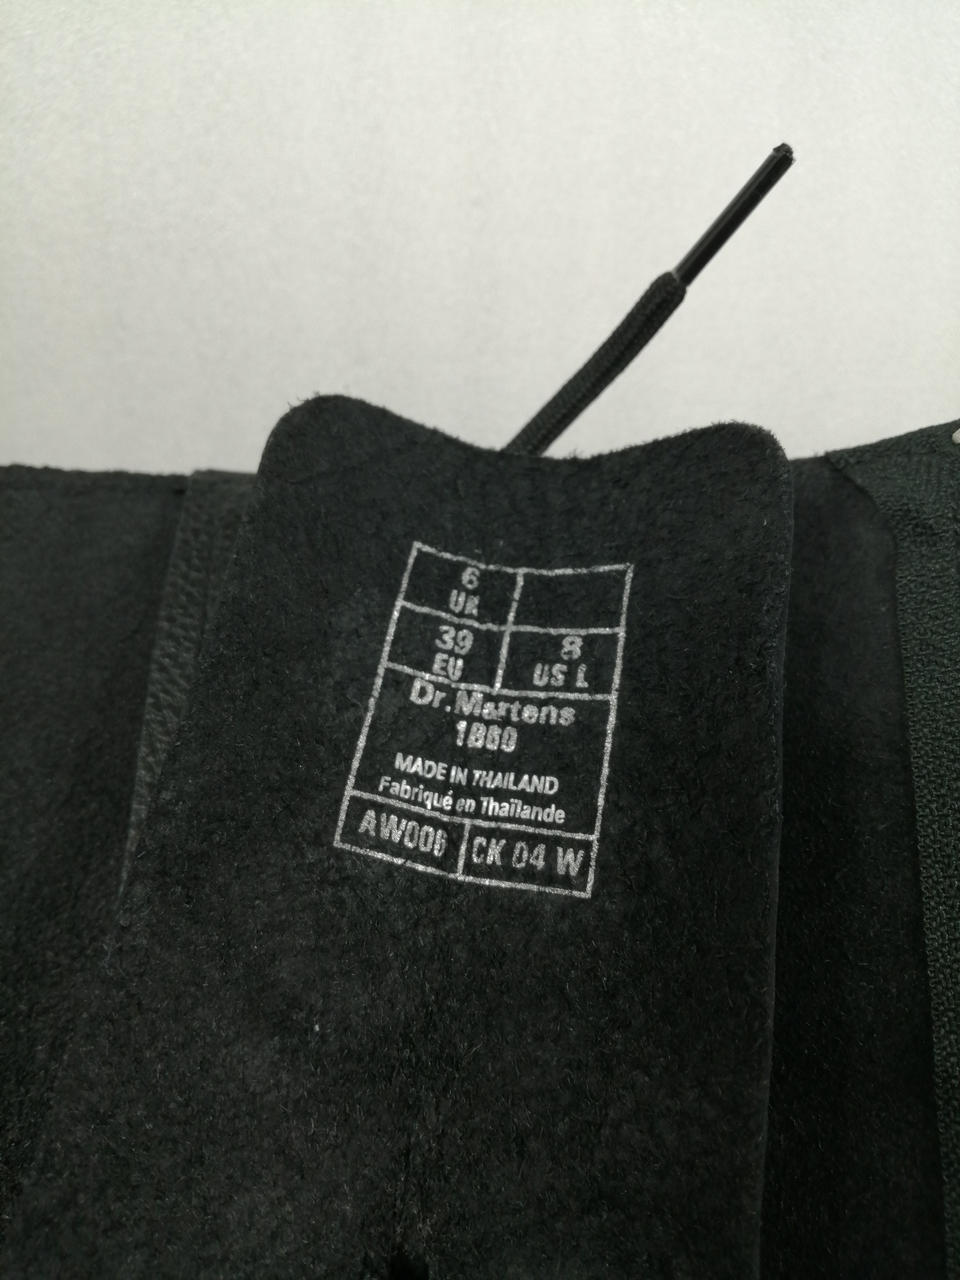 6
UK
39
EU
8
US L
Dr.Martens
1B60
MADE IN THAILAND
Fabriqué en Thaïlande
AW006
CK 04 W